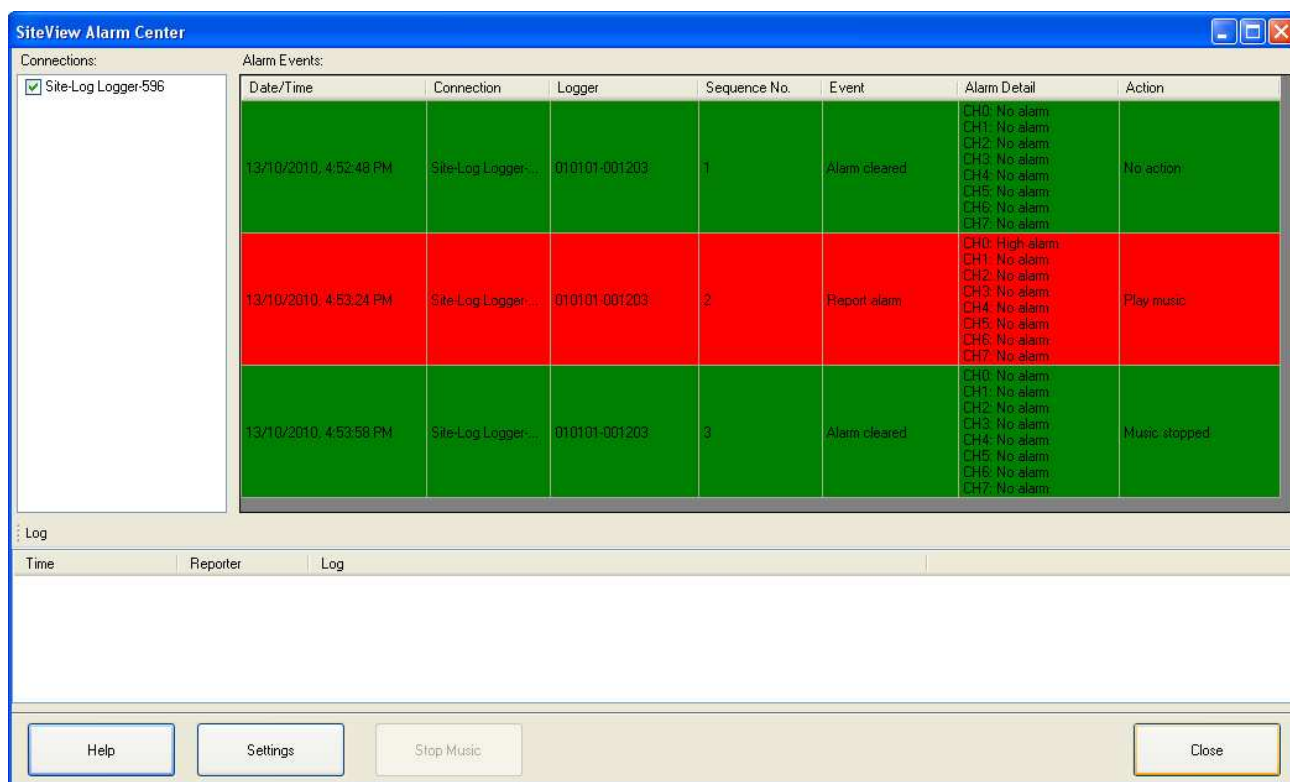 SiteView Alarm Center
Connections:
Alarm Events:
Site-Log Logger-596
Date/Time Connection Logger Sequence No. Event Alarm Detail Action
13/10/2010, 4:52:48 PM Site-Log Logger-... 010101-001203 1 Alarm cleared
CH0: No alarm
CH1: No alarm
CH2: No alarm
CH3: No alarm
CH4: No alarm
CH5: No alarm
CH6: No alarm
CH7: No alarm
No action
13/10/2010, 4:53:24 PM Site-Log Logger-... 010101-001203 2 Report alarm
CH0: High alarm
CH1: No alarm
CH2: No alarm
CH3: No alarm
CH4: No alarm
CH5: No alarm
CH6: No alarm
CH7: No alarm
Play music
13/10/2010, 4:53:58 PM Site-Log Logger-... 010101-001203 3 Alarm cleared
CH0: No alarm
CH1: No alarm
CH2: No alarm
CH3: No alarm
CH4: No alarm
CH5: No alarm
CH6: No alarm
CH7: No alarm
Music stopped
Log
Time Reporter Log
Help Settings Stop Music Close